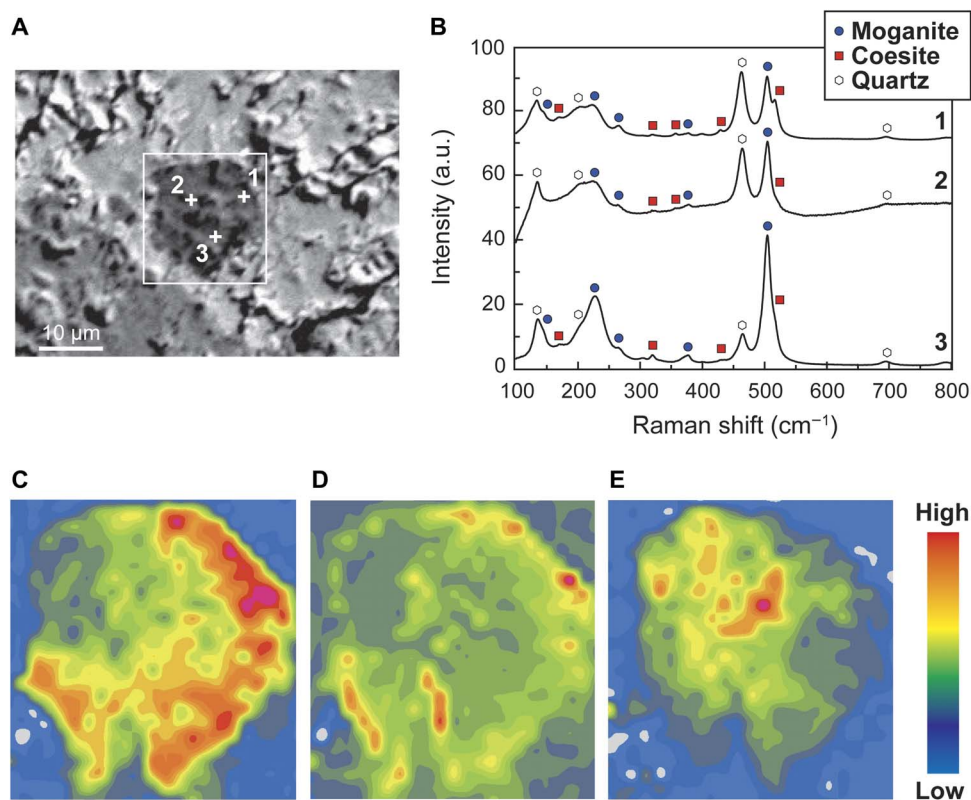 A
1
2
3
10 µm
B
Moganite
Coesite
Quartz
100
80
60
40
20
0
Intensity (a.u.)
1
2
3
100 200 300 400 500 600 700 800
Raman shift (cm⁻¹)
C
D
E
High
Low